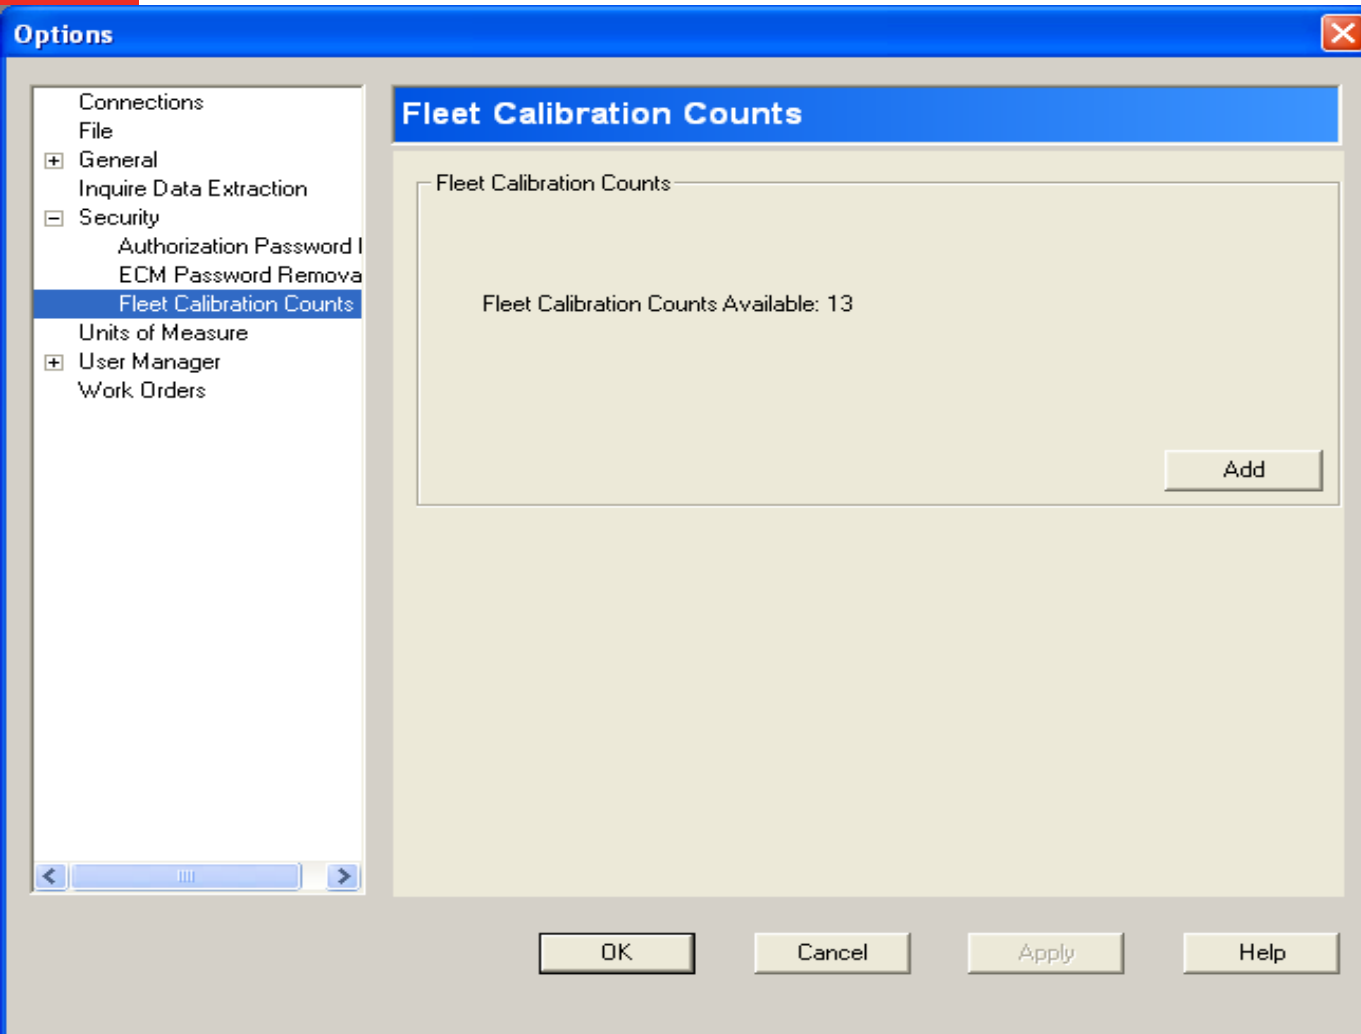 Options
Connections
File
General
Inquire Data Extraction
Security
Authorization Password
ECM Password Remova
Fleet Calibration Counts
Units of Measure
User Manager
Work Orders
Fleet Calibration Counts
Fleet Calibration Counts
Fleet Calibration Counts Available: 13
Add
OK
Cancel
Apply
Help